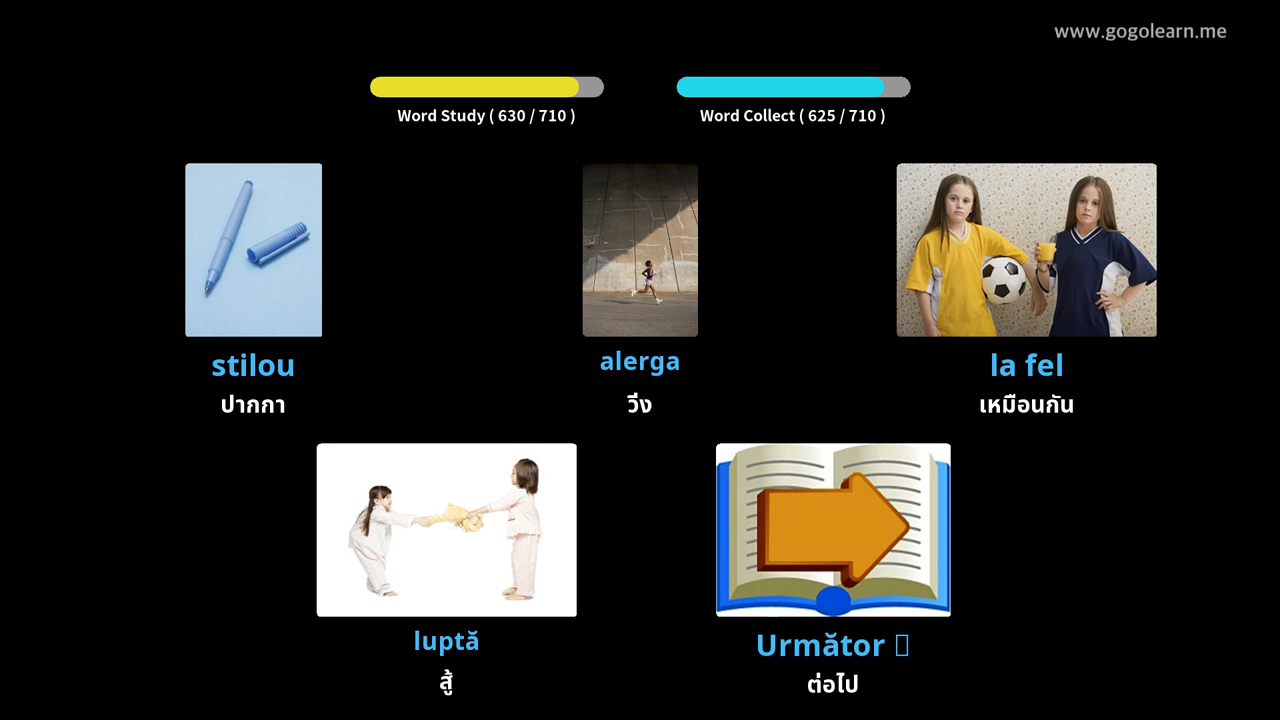 www.gogolearn.me
Word Study ( 630 / 710 )
Word Collect ( 625 / 710 )
stilou
ปากกา
alerga
วิ่ง
la fel
เหมือนกัน
luptă
สู้
Următor
ต่อไป